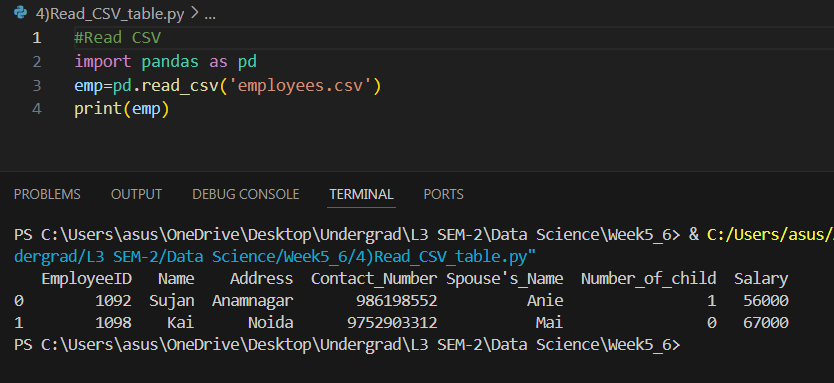 4)Read_CSV_table.py > ...
1 #Read CSV
2 import pandas as pd
3 emp=pd.read_csv('employees.csv')
4 print(emp)
PROBLEMS OUTPUT DEBUG CONSOLE TERMINAL PORTS
PS C:\Users\asus\OneDrive\Desktop\Undergrad\L3 SEM-2\Data Science\Week5_6> & C:/Users/asus/
dergrad/L3 SEM-2/Data Science/Week5_6/4)Read_CSV_table.py"
EmployeeID Name Address Contact_Number Spouse's_Name Number_of_child Salary
0 1092 Sujan Anamnagar 986198552 Anie 1 56000
1 1098 Kai Noida 9752903312 Mai 0 67000
PS C:\Users\asus\OneDrive\Desktop\Undergrad\L3 SEM-2\Data Science\Week5_6>